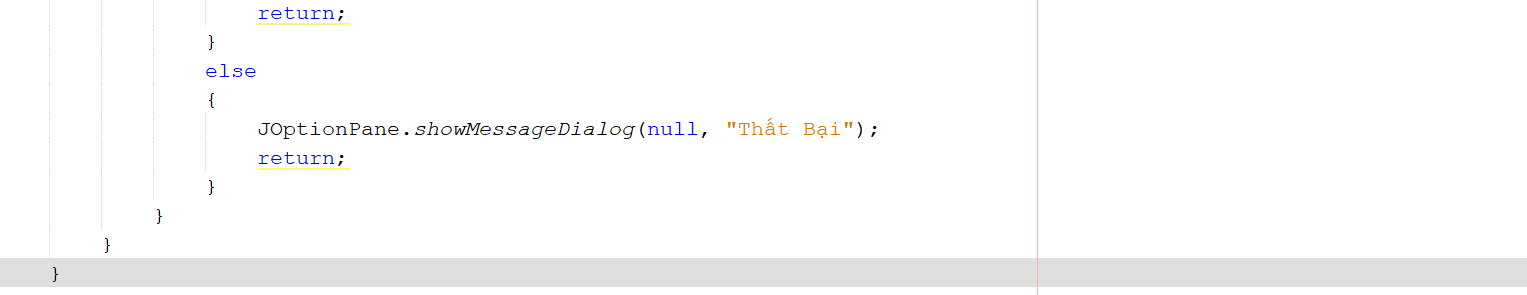 return;
}
else
{
JOptionPane.showMessageDialog(null, "Thất Bại");
return;
}
}
}
}